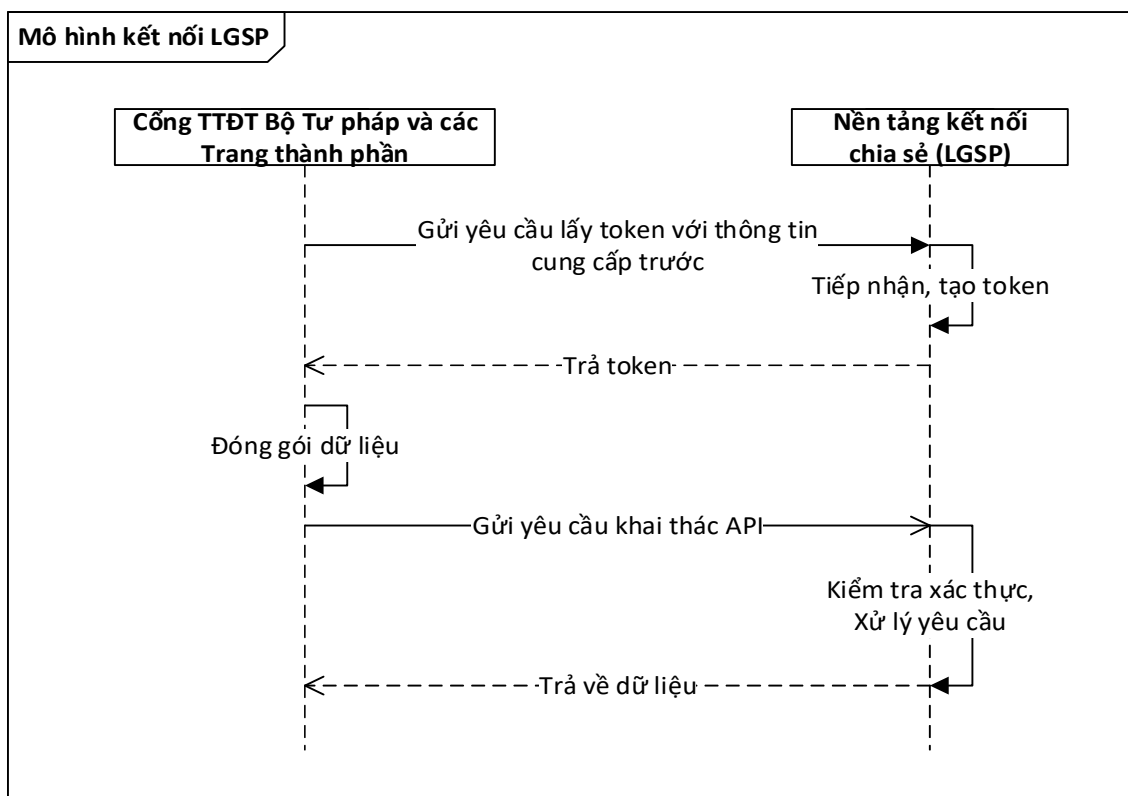 Mô hình kết nối LGSP
Cổng TTĐT Bộ Tư pháp và các
Trang thành phần
Nền tảng kết nối
chia sẻ (LGSP)
Gửi yêu cầu lấy token với thông tin
cung cấp trước
Tiếp nhận, tạo token
Trả token
Đóng gói dữ liệu
Gửi yêu cầu khai thác API
Kiểm tra xác thực,
Xử lý yêu cầu
Trả về dữ liệu